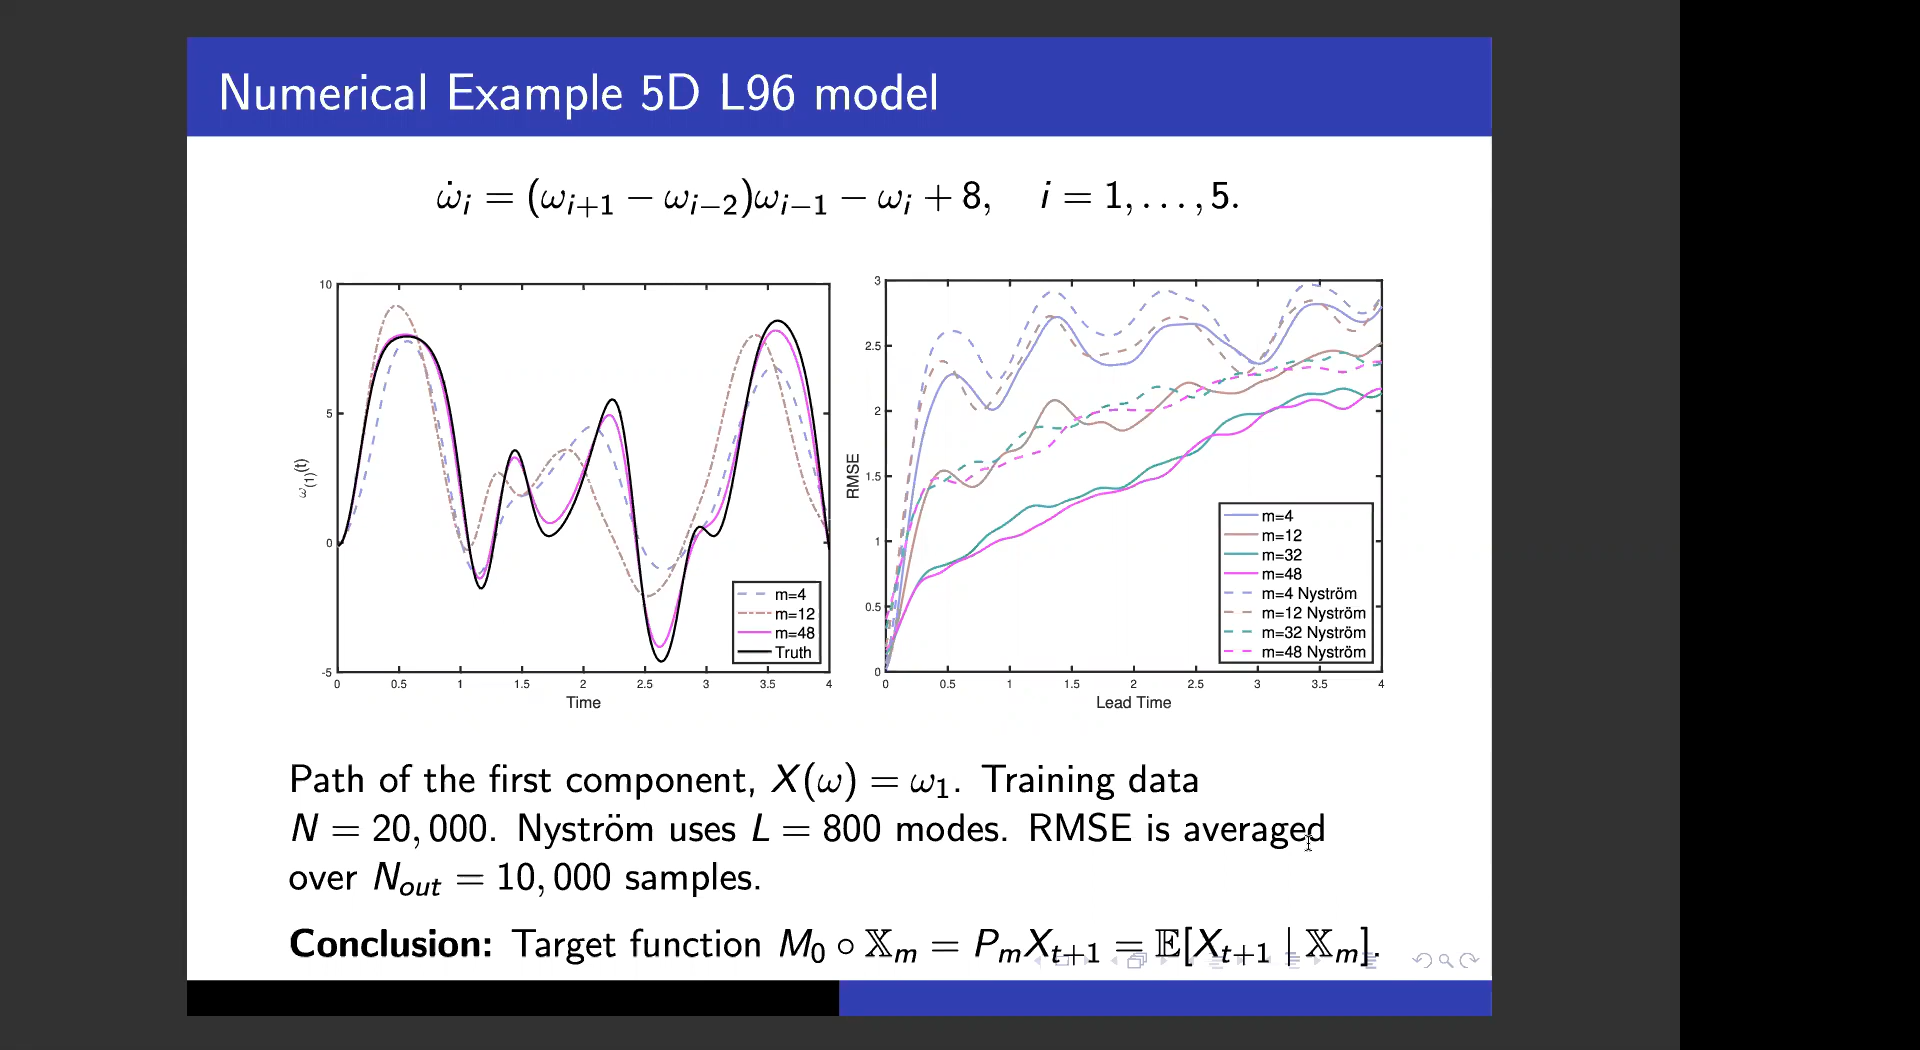 Numerical Example 5D L96 model
ω̇ᵢ = (ωᵢ₊₁ − ωᵢ₋₂)ωᵢ₋₁ − ωᵢ + 8, i = 1, . . . , 5.
10
5
0
-5
ω₍₁₎(t)
0 0.5 1 1.5 2 2.5 3 3.5 4
Time
m=4
m=12
m=48
Truth
3
2.5
2
1.5
1
0.5
0
RMSE
0 0.5 1 1.5 2 2.5 3 3.5 4
Lead Time
m=4
m=12
m=32
m=48
m=4 Nyström
m=12 Nyström
m=32 Nyström
m=48 Nyström
Path of the first component, X(ω) = ω₁. Training data
N = 20, 000. Nyström uses L = 800 modes. RMSE is averaged
over N_out = 10, 000 samples.
Conclusion: Target function M₀ ∘ 𝕏ₘ = PₘXₜ₊₁ = 𝔼[Xₜ₊₁ | 𝕏ₘ].